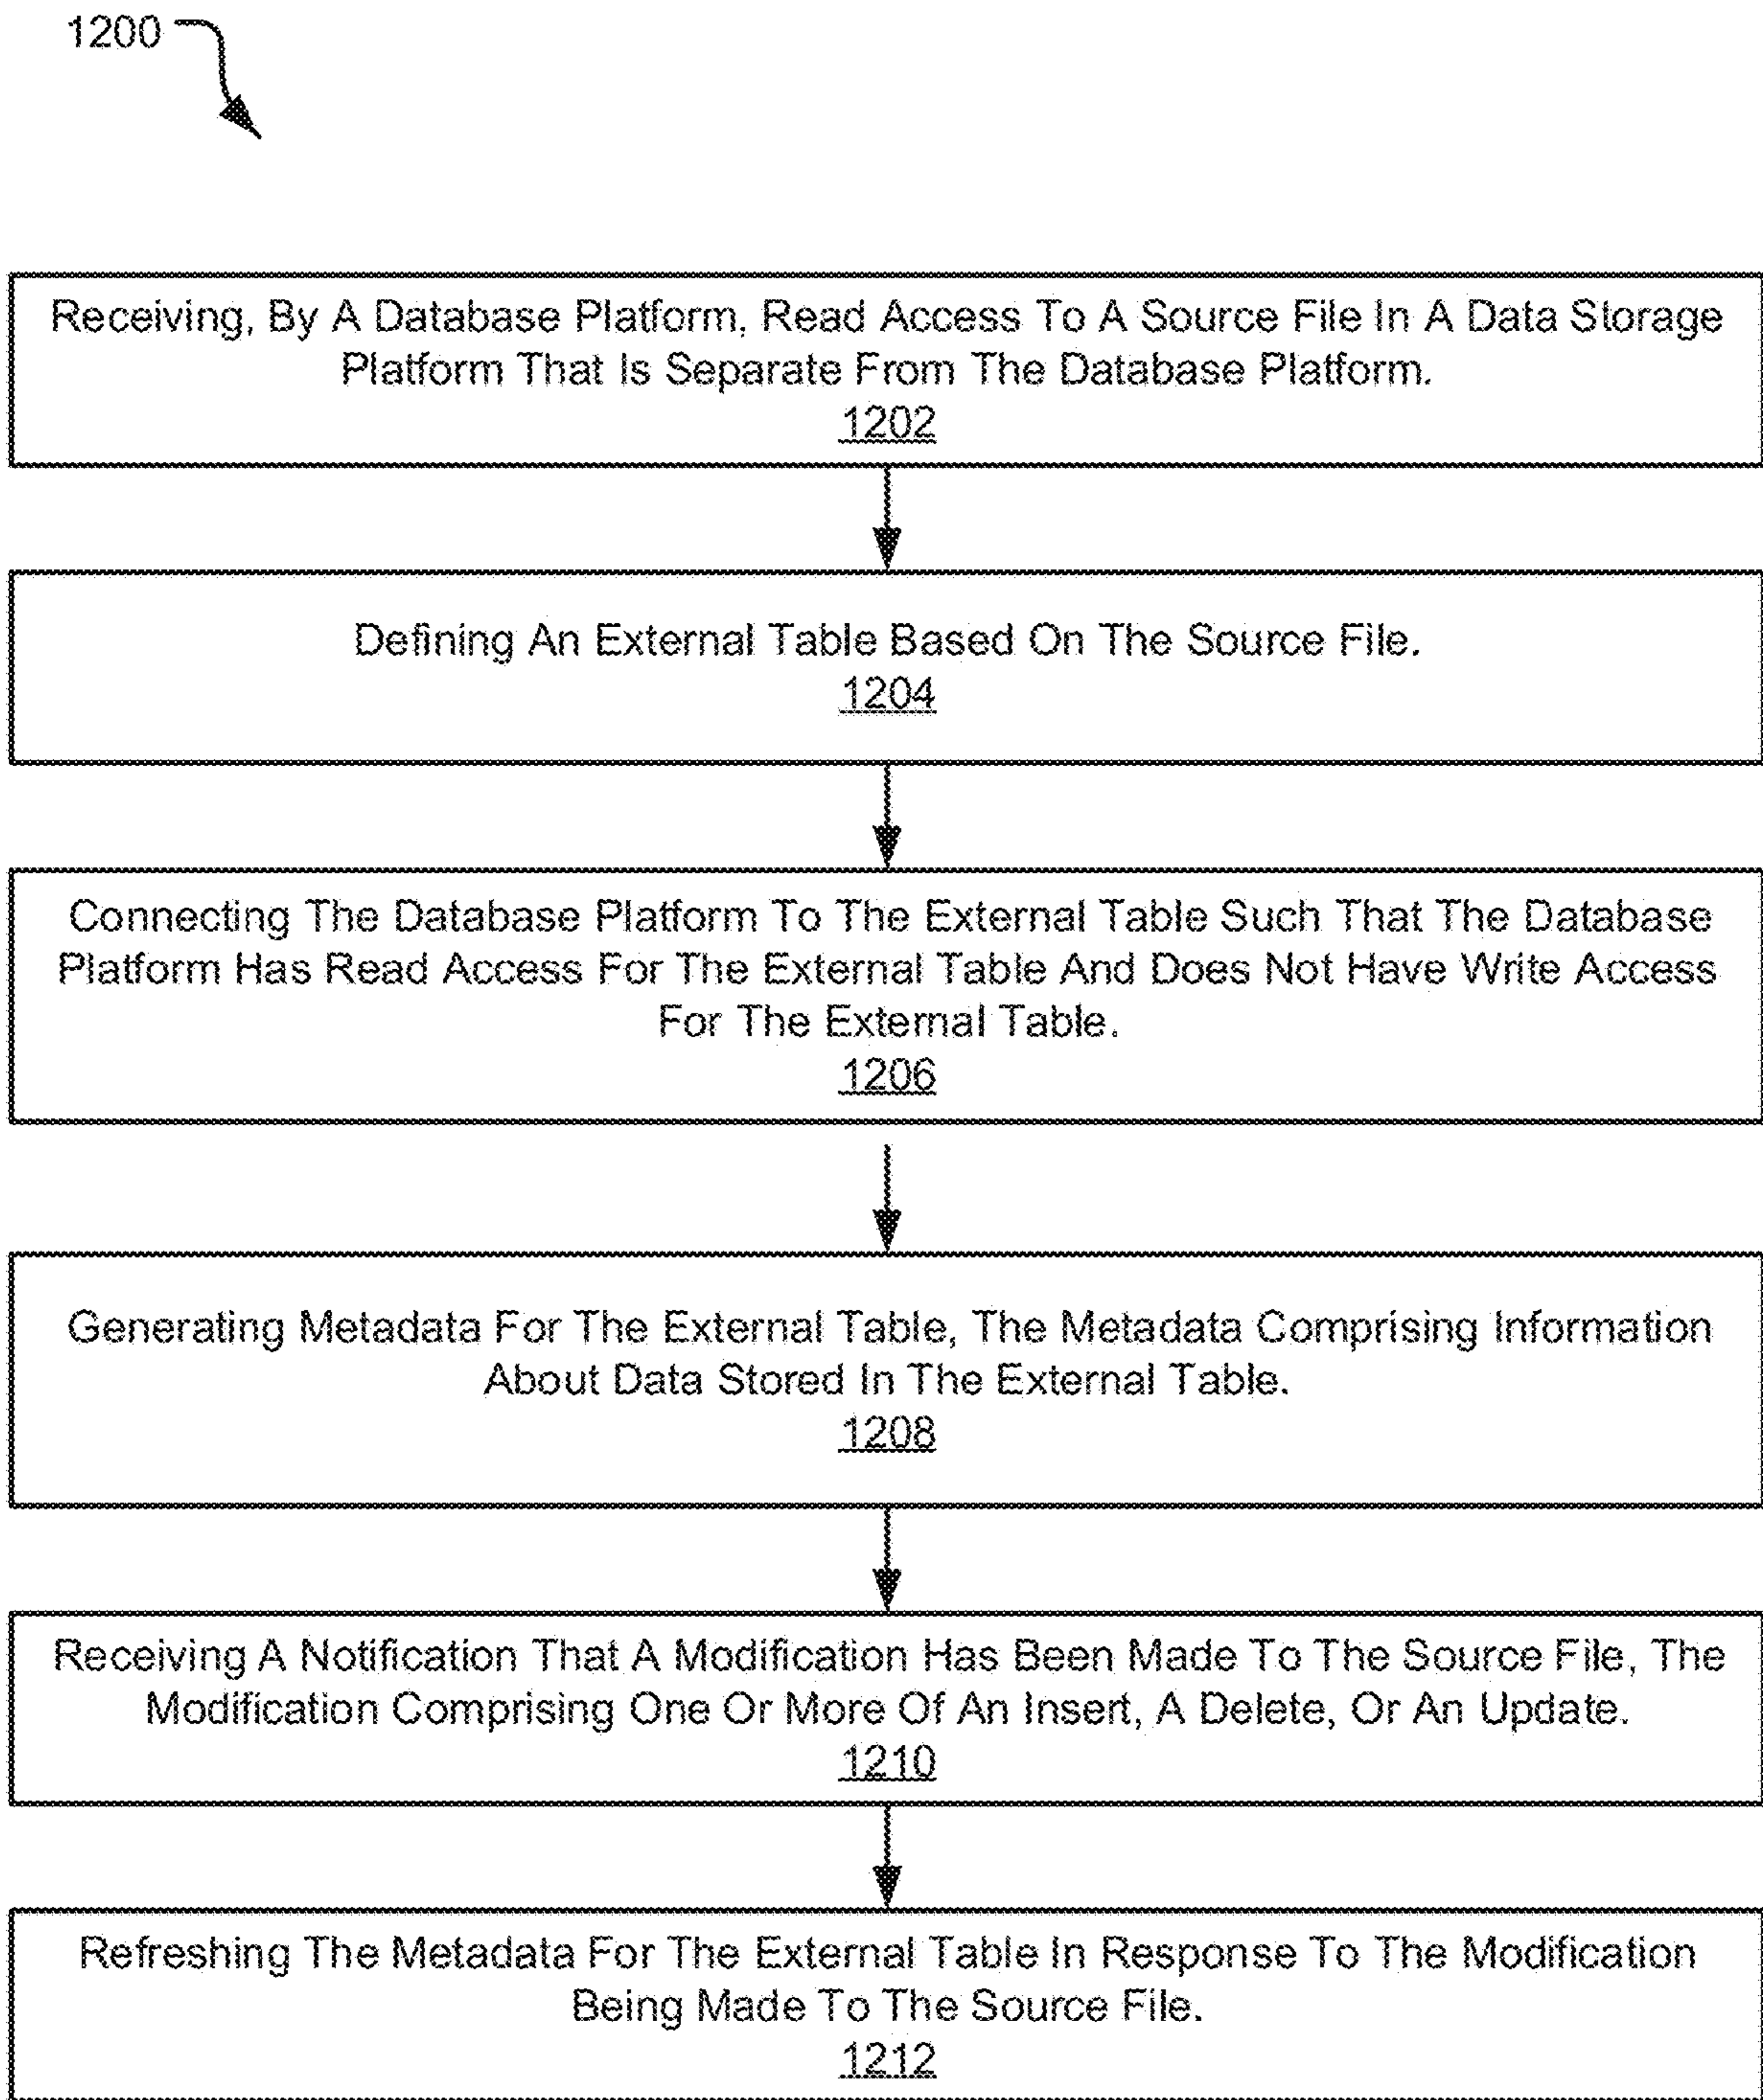 1200
Receiving, By A Database Platform, Read Access To A Source File In A Data Storage
Platform That Is Separate From The Database Platform.
1202
Defining An External Table Based On The Source File.
1204
Connecting The Database Platform To The External Table Such That The Database
Platform Has Read Access For The External Table And Does Not Have Write Access
For The External Table.
1206
Generating Metadata For The External Table, The Metadata Comprising Information
About Data Stored In The External Table.
1208
Receiving A Notification That A Modification Has Been Made To The Source File, The
Modification Comprising One Or More Of An Insert, A Delete, Or An Update.
1210
Refreshing The Metadata For The External Table In Response To The Modification
Being Made To The Source File.
1212